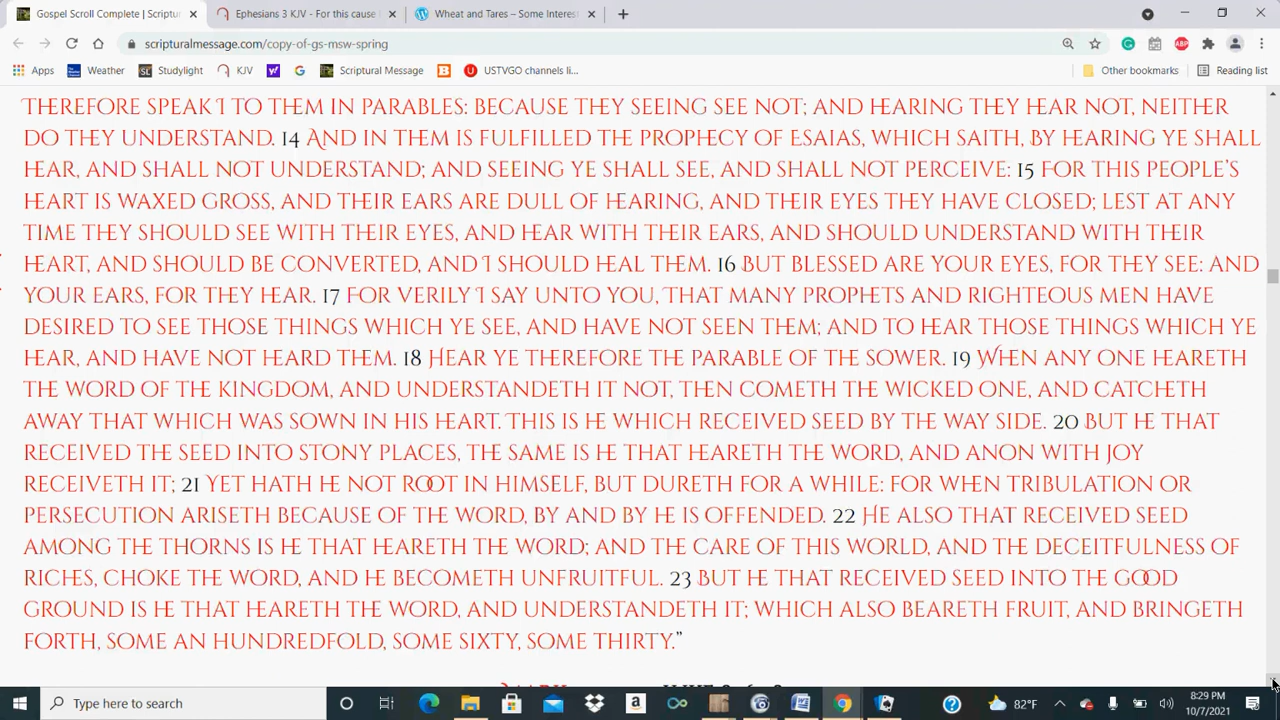 Gospel Scroll Complete | Scriptur
Ephesians 3 KJV - For this cause
Wheat and Tares – Some Interes
scripturalmessage.com/copy-of-gs-msw-spring
Apps
Weather
Studylight
KJV
Scriptural Message
USTVGO channels li...
Other bookmarks
Reading list
Therefore speak I to them in parables: because they seeing see not; and hearing they hear not, neither
do they understand. 14 And in them is fulfilled the prophecy of Esaias, which saith, By hearing ye shall
hear, and shall not understand; and seeing ye shall see, and shall not perceive: 15 For this people's
heart is waxed gross, and their ears are dull of hearing, and their eyes they have closed; lest at any
time they should see with their eyes, and hear with their ears, and should understand with their
heart, and should be converted, and I should heal them. 16 But blessed are your eyes, for they see: and
your ears, for they hear. 17 For verily I say unto you, That many prophets and righteous men have
desired to see those things which ye see, and have not seen them; and to hear those things which ye
hear, and have not heard them. 18 Hear ye therefore the parable of the sower. 19 When any one heareth
the word of the kingdom, and understandeth it not, then cometh the wicked one, and catcheth
away that which was sown in his heart. This is he which received seed by the way side. 20 But he that
received the seed into stony places, the same is he that heareth the word, and anon with joy
receiveth it; 21 Yet hath he not root in himself, but dureth for a while: for when tribulation or
persecution ariseth because of the word, by and by he is offended. 22 He also that received seed
among the thorns is he that heareth the word; and the care of this world, and the deceitfulness of
riches, choke the word, and he becometh unfruitful. 23 But he that received seed into the good
ground is he that heareth the word, and understandeth it; which also beareth fruit, and bringeth
forth, some an hundredfold, some sixty, some thirty."
Type here to search
82°F
8:29 PM
10/7/2021